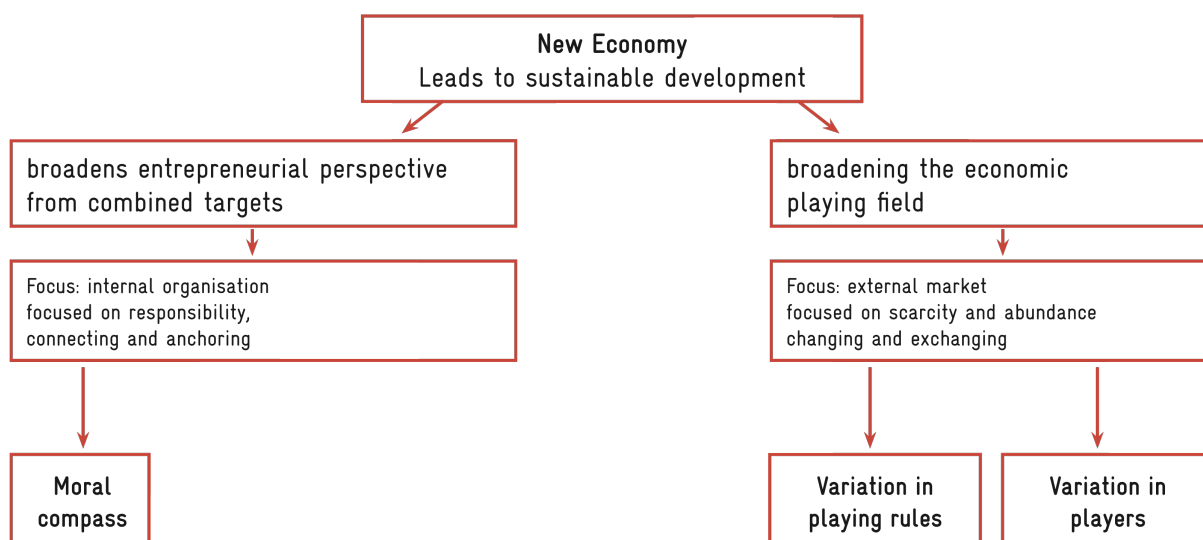 New Economy
Leads to sustainable development
broadens entrepreneurial perspective
from combined targets
broadening the economic
playing field
Focus: internal organisation
focused on responsibility,
connecting and anchoring
Focus: external market
focused on scarcity and abundance
changing and exchanging
Moral
compass
Variation in
playing rules
Variation in
players